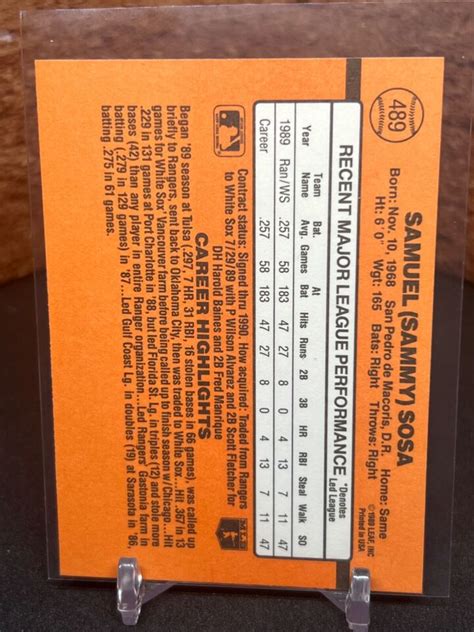 489
SAMUEL (SAMMY) SOSA
Born: Nov. 10, 1968 San Pedro de Macoris, D.R. Home: Same
Ht: 6' 0" Wgt: 165 Bats: Right Throws: Right
© 1989 LEAF, INC.
Printed in USA
RECENT MAJOR LEAGUE PERFORMANCE
*Denotes
Led League
Year Team Name Bat. Avg. Games At Bat Hits Runs 2B 3B HR RBI Steal Walk SO
1989 Ran/WS .257 58 183 47 27 8 0 4 13 7 11 47
Career .257 58 183 47 27 8 0 4 13 7 11 47
Contract status: Signed thru 1990. How acquired: Traded from Rangers
to White Sox 7/29/89 with P Wilson Alvarez and 2B Scott Fletcher for
DH Harold Baines and 2B Fred Manrique
MLB
CAREER HIGHLIGHTS
Began '89 season at Tulsa (.297, 7 HR, 31 RBI, 16 stolen bases in 66 games), was called up
briefly to Rangers, sent back to Oklahoma City, then was traded to White Sox...Hit .367 in 13
games for White Sox' Vancouver farm before being called up to finish season w/Chicago...Hit
.229 in 131 games at Port Charlotte in '88, but led Florida St. Lg. in triples (12) and stole more
bases (42) than any player in entire Ranger organization...Led Rangers' Gastonia farm in
batting (.279 in 129 games) in '87...Led Gulf Coast Lg. in doubles (19) at Sarasota in '86,
batting .275 in 61 games.